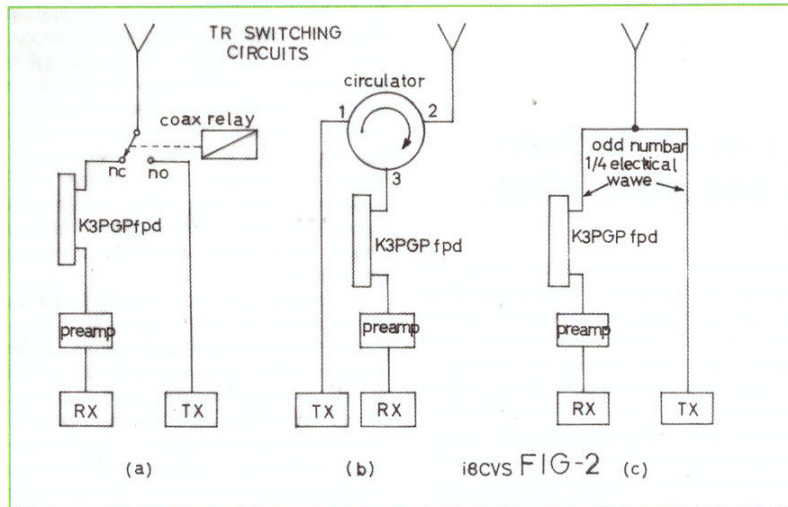 TR SWITCHING
CIRCUITS
coax relay
nc
no
K3PGPfpd
preamp
RX
TX
(a)
circulator
1
2
3
K3PGP fpd
preamp
TX
RX
(b)
odd numbar
1/4 electrical
wawe
K3PGP fpd
preamp
RX
TX
i8CVS FIG-2 (c)